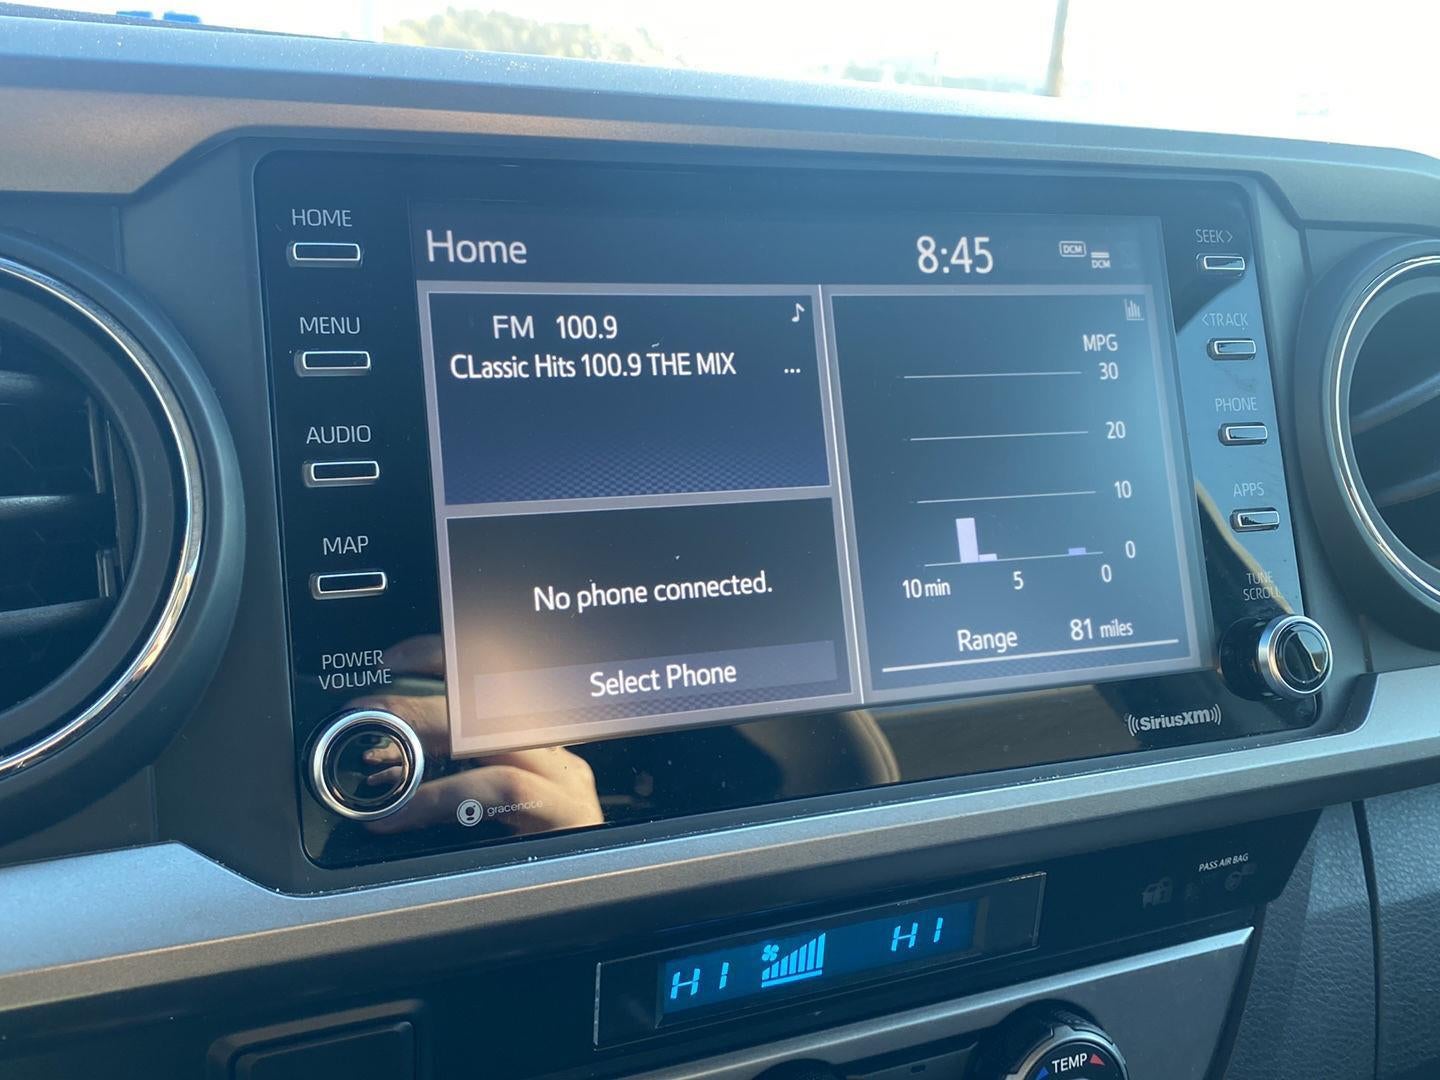 HOME
MENU
AUDIO
MAP
POWER
VOLUME
Home
8:45
DCM
DCM
FM 100.9
CLassic Hits 100.9 THE MIX
...
No phone connected.
Select Phone
MPG
30
20
10
0
10 min 5 0
Range 81 miles
SEEK >
< TRACK
PHONE
APPS
TUNE
SCROLL
gracenote
((SiriusXM))
PASS AIR BAG
HI HI
TEMP